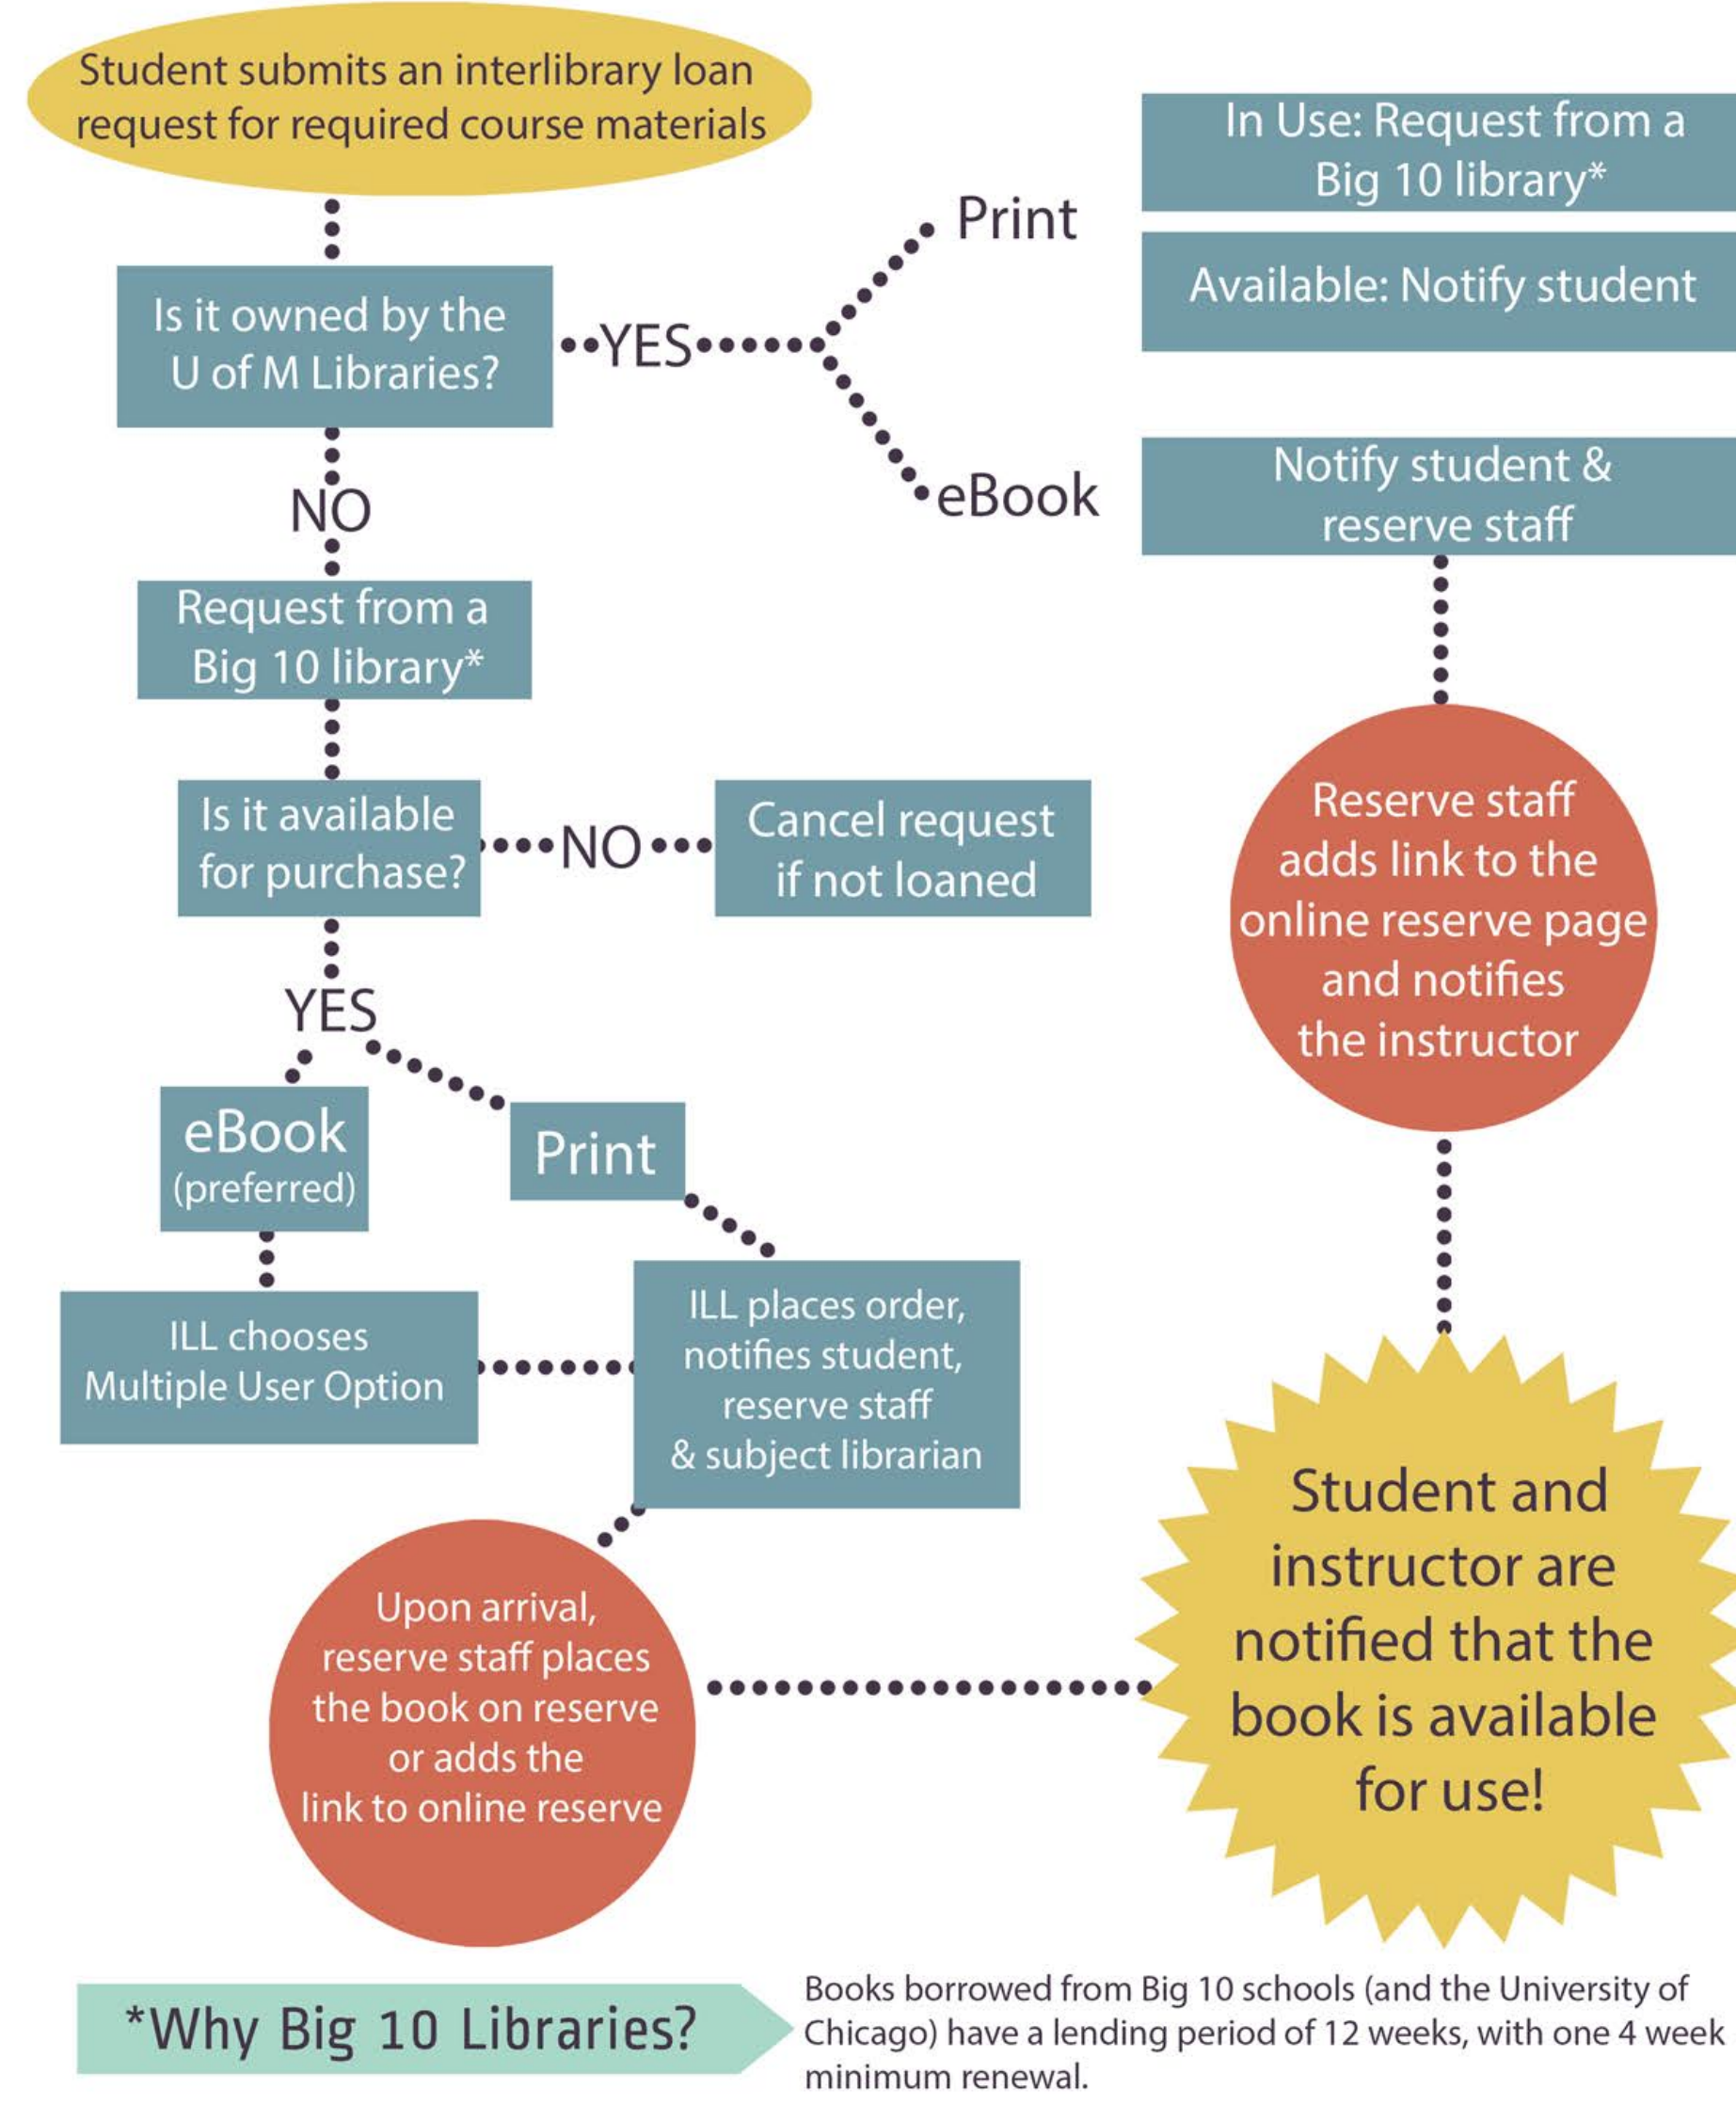 Student submits an interlibrary loan
request for required course materials
Is it owned by the
U of M Libraries?
YES
Print
In Use: Request from a
Big 10 library*
Available: Notify student
eBook
Notify student &
reserve staff
Reserve staff
adds link to the
online reserve page
and notifies
the instructor
NO
Request from a
Big 10 library*
Is it available
for purchase?
NO
Cancel request
if not loaned
YES
eBook
(preferred)
Print
ILL chooses
Multiple User Option
ILL places order,
notifies student,
reserve staff
& subject librarian
Upon arrival,
reserve staff places
the book on reserve
or adds the
link to online reserve
Student and
instructor are
notified that the
book is available
for use!
*Why Big 10 Libraries?
Books borrowed from Big 10 schools (and the University of
Chicago) have a lending period of 12 weeks, with one 4 week
minimum renewal.